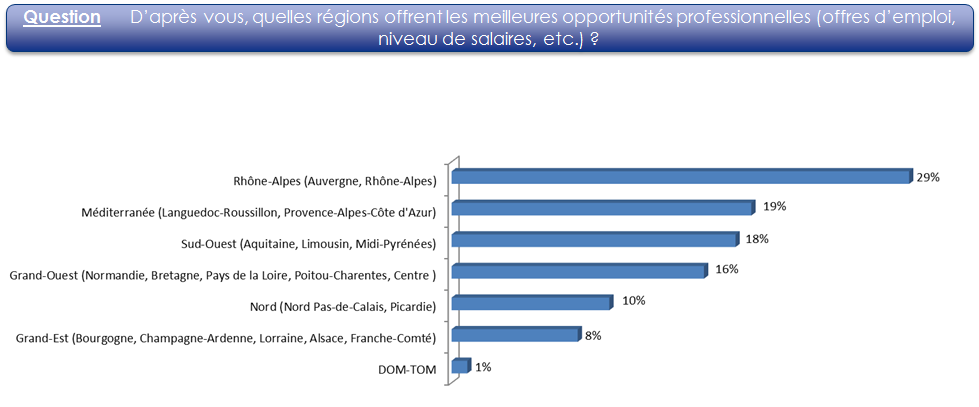 Question D’après vous, quelles régions offrent les meilleures opportunités professionnelles (offres d’emploi,
niveau de salaires, etc.) ?
Rhône-Alpes (Auvergne, Rhône-Alpes) 29%
Méditerranée (Languedoc-Roussillon, Provence-Alpes-Côte d'Azur) 19%
Sud-Ouest (Aquitaine, Limousin, Midi-Pyrénées) 18%
Grand-Ouest (Normandie, Bretagne, Pays de la Loire, Poitou-Charentes, Centre ) 16%
Nord (Nord Pas-de-Calais, Picardie) 10%
Grand-Est (Bourgogne, Champagne-Ardenne, Lorraine, Alsace, Franche-Comté) 8%
DOM-TOM 1%